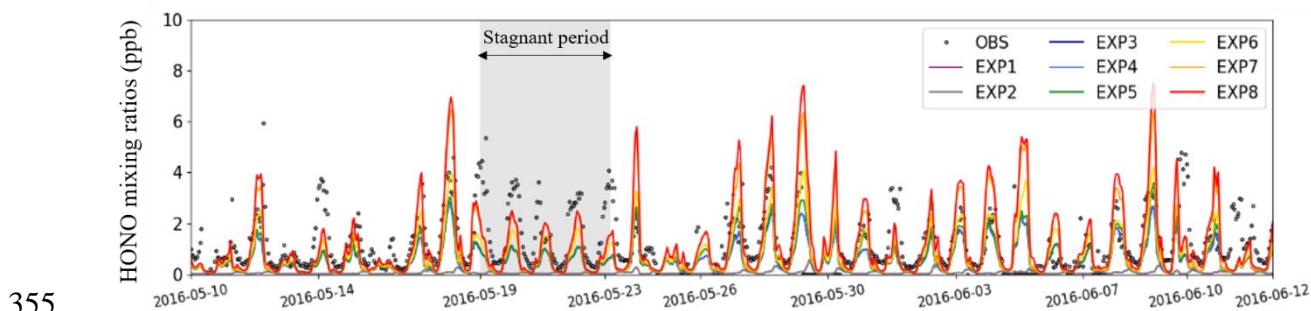 10
Stagnant period
OBS EXP3 EXP6
8
EXP1 EXP4 EXP7
EXP2 EXP5 EXP8
6
4
2
0
HONO mixing ratios (ppb)
2016-05-10 2016-05-14 2016-05-19 2016-05-23 2016-05-26 2016-05-30 2016-06-03 2016-06-07 2016-06-10 2016-06-12
355